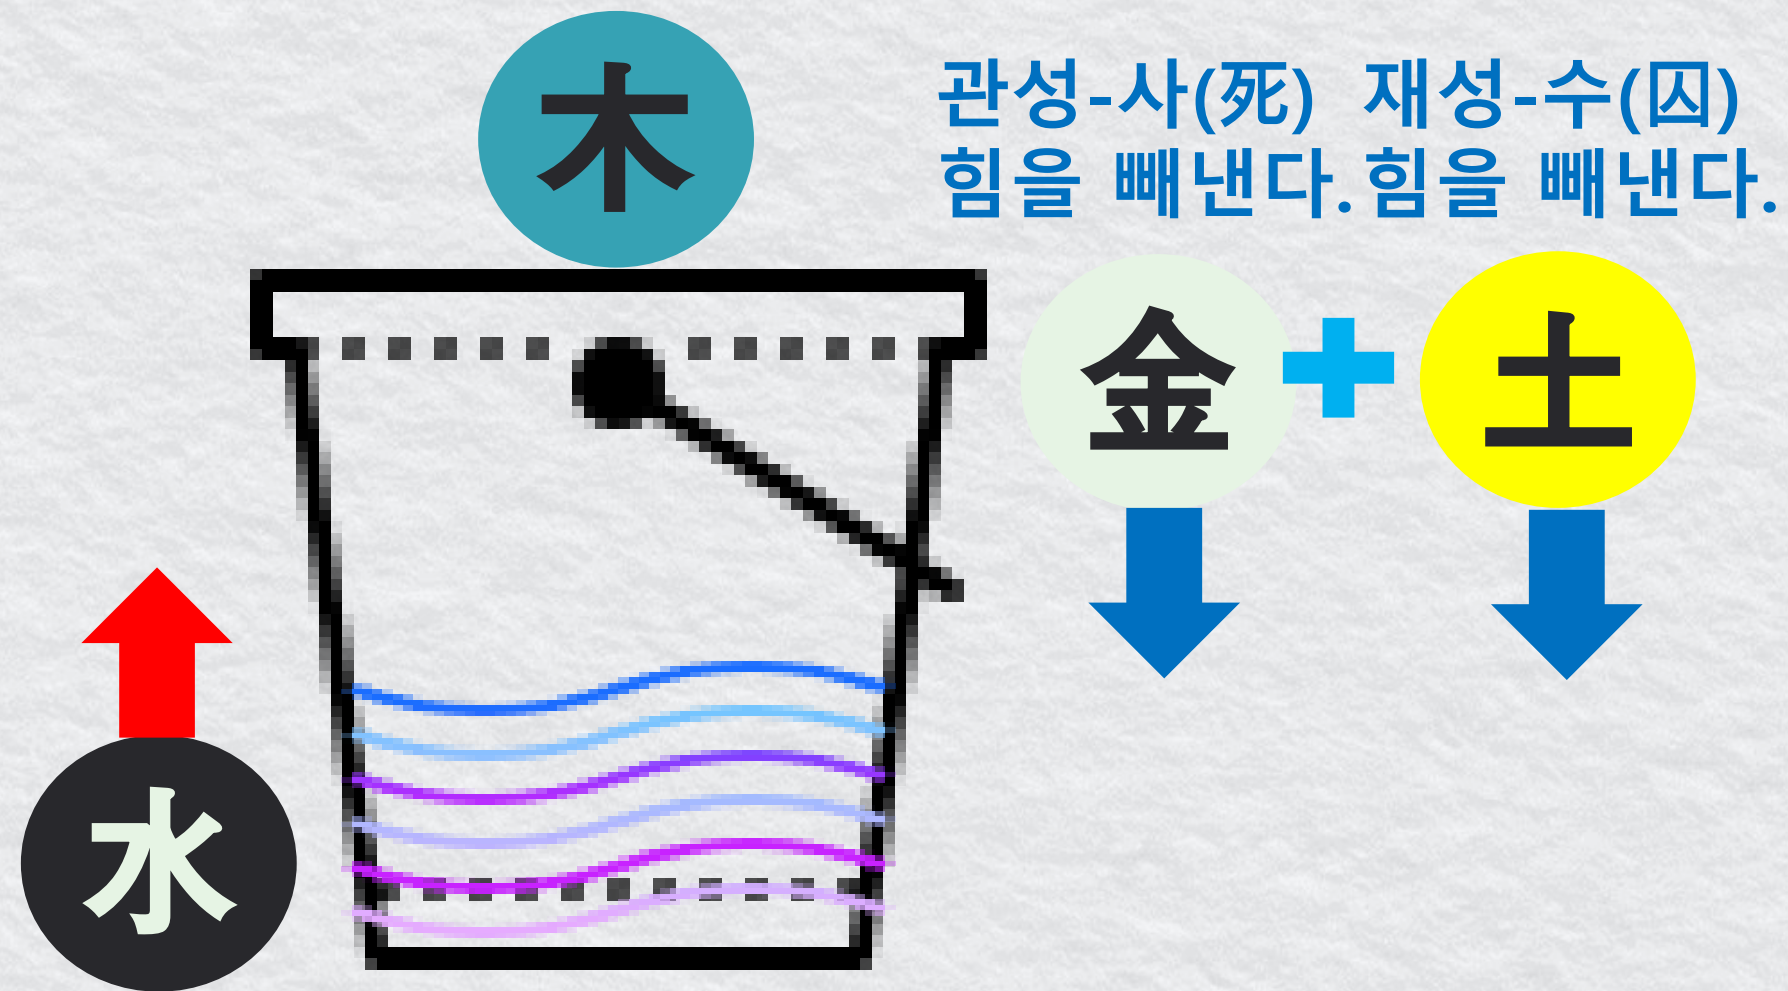 木
관성-사(死) 재성-수(囚)
힘을 빼낸다. 힘을 빼낸다.
金 土
水